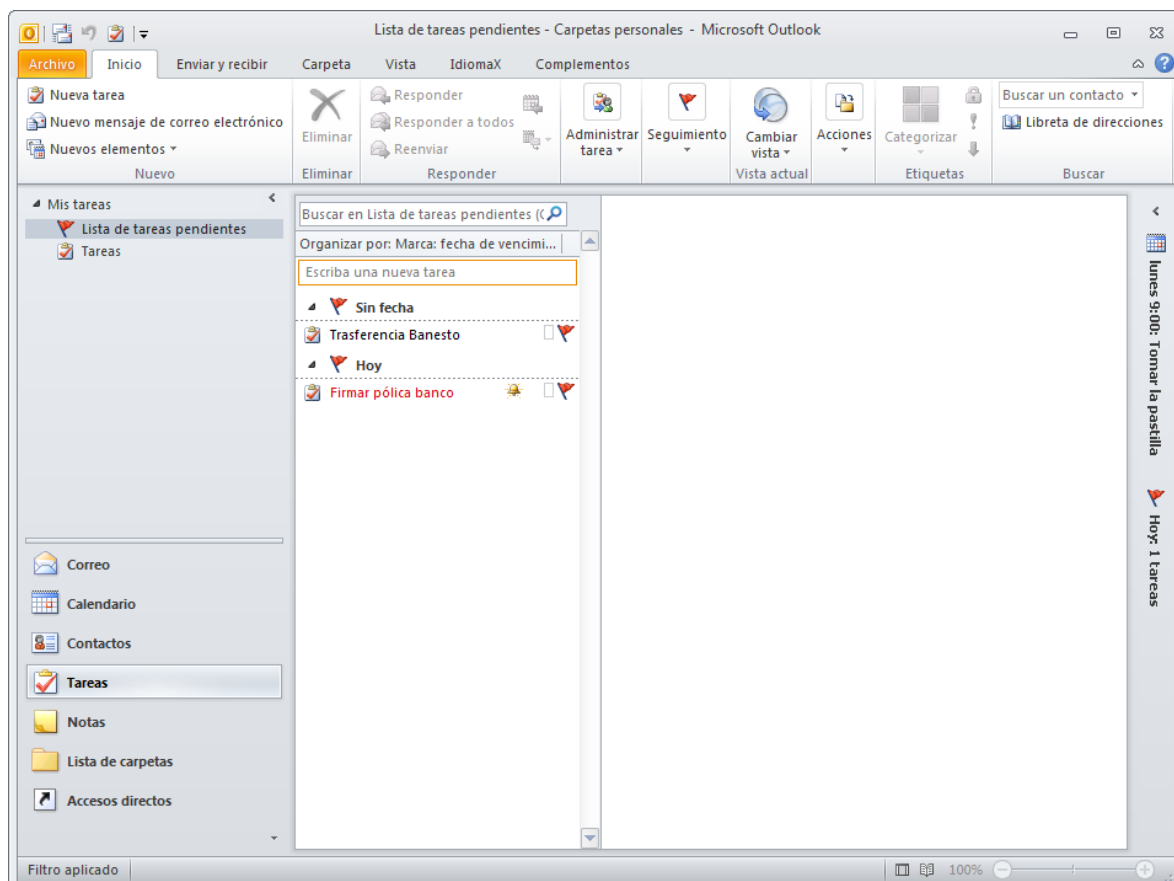 Lista de tareas pendientes - Carpetas personales - Microsoft Outlook
Archivo Inicio Enviar y recibir Carpeta Vista IdiomaX Complementos
Nueva tarea
Nuevo mensaje de correo electrónico
Nuevos elementos
Nuevo
Eliminar
Eliminar
Responder
Responder a todos
Reenviar
Responder
Administrar
tarea
Seguimiento
Cambiar
vista
Vista actual
Acciones
Categorizar
Etiquetas
Buscar un contacto
Libreta de direcciones
Buscar
Mis tareas
Lista de tareas pendientes
Tareas
Correo
Calendario
Contactos
Tareas
Notas
Lista de carpetas
Accesos directos
Buscar en Lista de tareas pendientes (C
Organizar por: Marca: fecha de vencimi...
Escriba una nueva tarea
Sin fecha
Trasferencia Banesto
Hoy
Firmar pólica banco
lunes 9:00: Tomar la pastilla
Hoy: 1 tareas
Filtro aplicado
100%